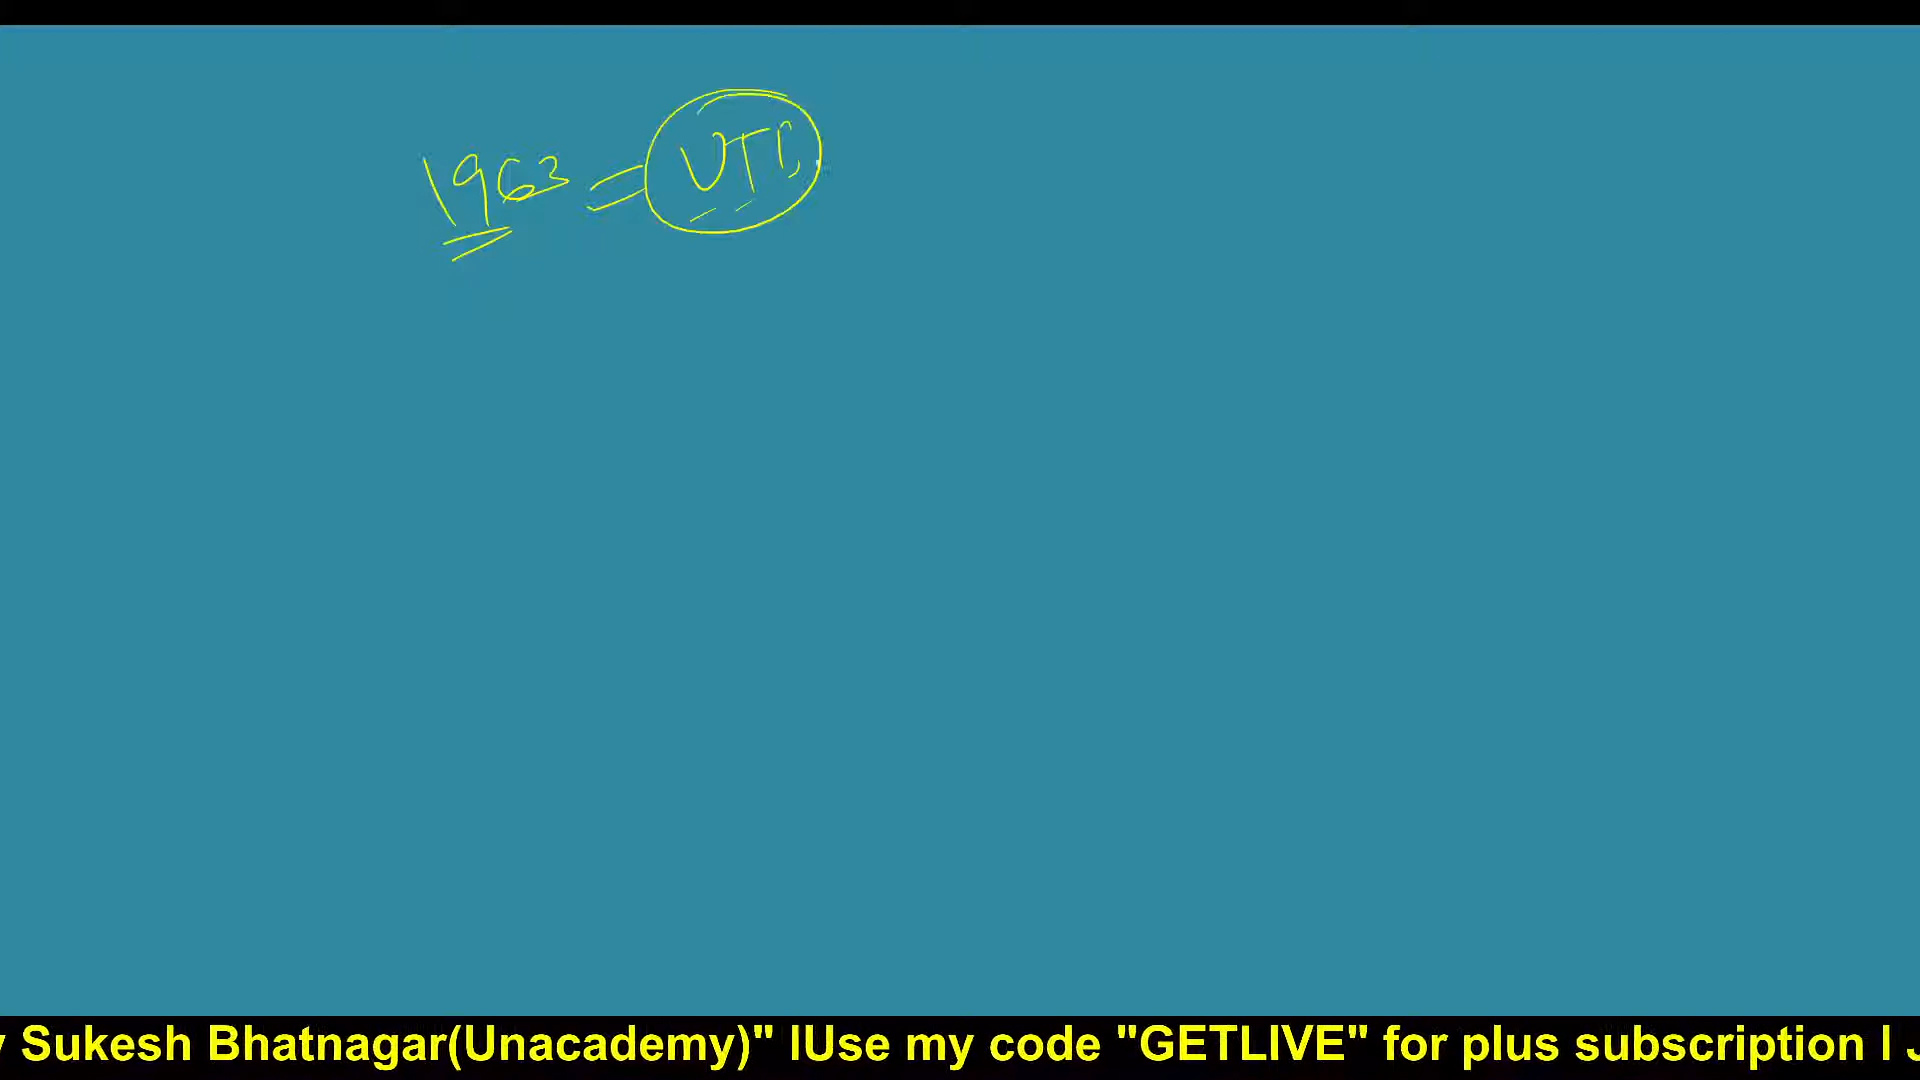 1963 = UTI
y Sukesh Bhatnagar(Unacademy)" lUse my code "GETLIVE" for plus subscription l J